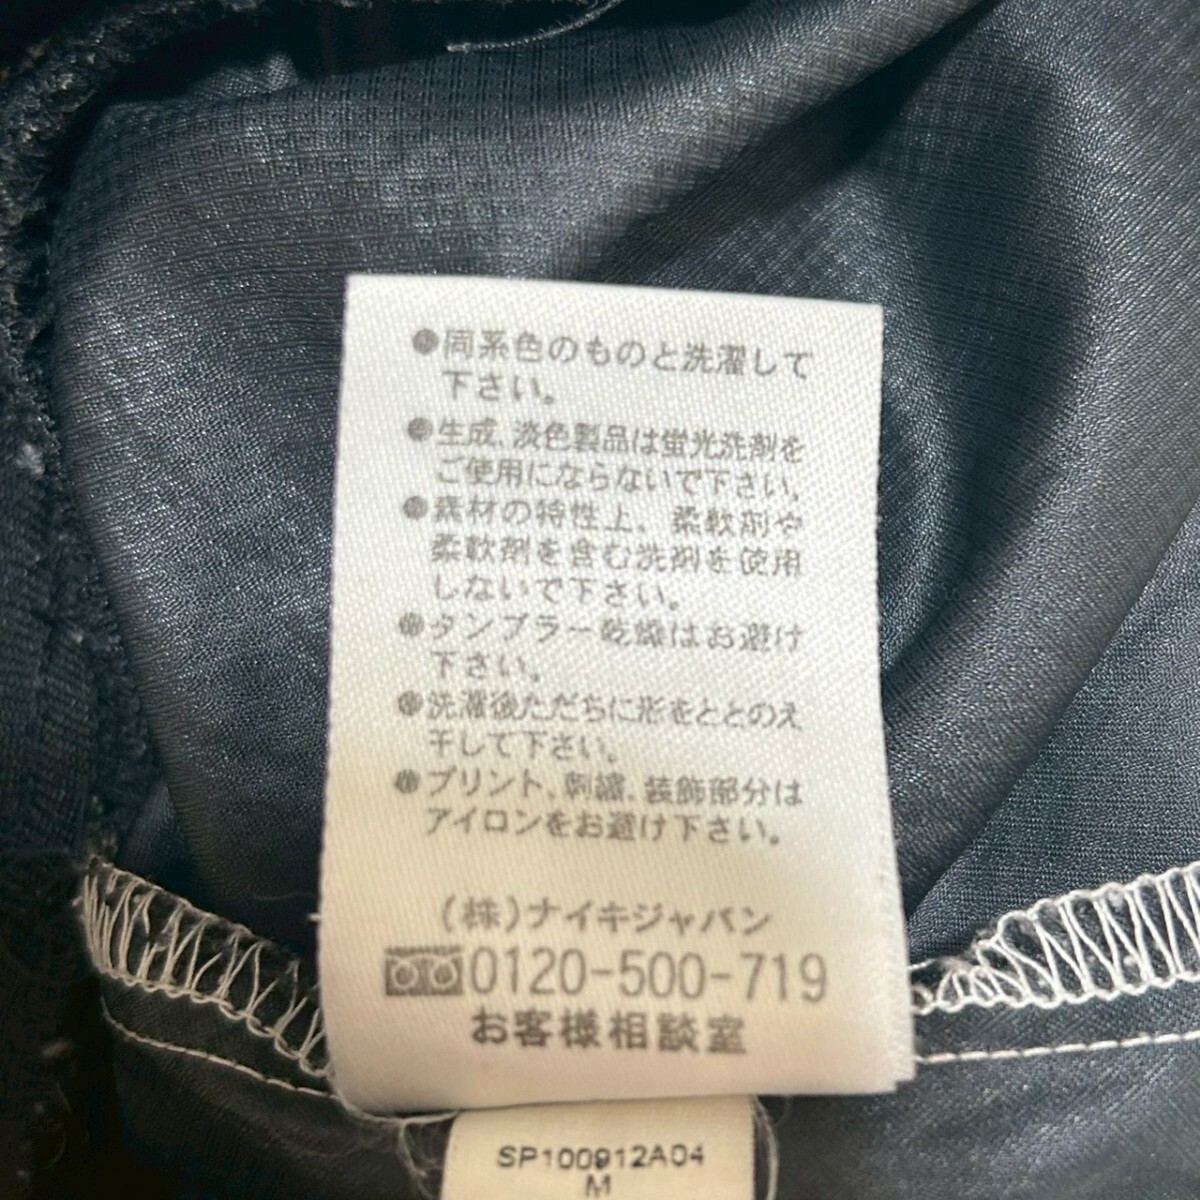 ●同系色のものと洗濯して
下さい。
●生成、淡色製品は蛍光洗剤を
ご使用にならないで下さい。
●素材の特性上、柔軟剤や
柔軟剤を含む洗剤を使用
しないで下さい。
●タンブラー乾燥はお避け
下さい。
●洗濯後ただちに形をととのえ
干して下さい。
●プリント、刺繍、装飾部分は
アイロンをお避け下さい。
(株)ナイキジャパン
0120-500-719
お客様相談室
SP100912A04
M